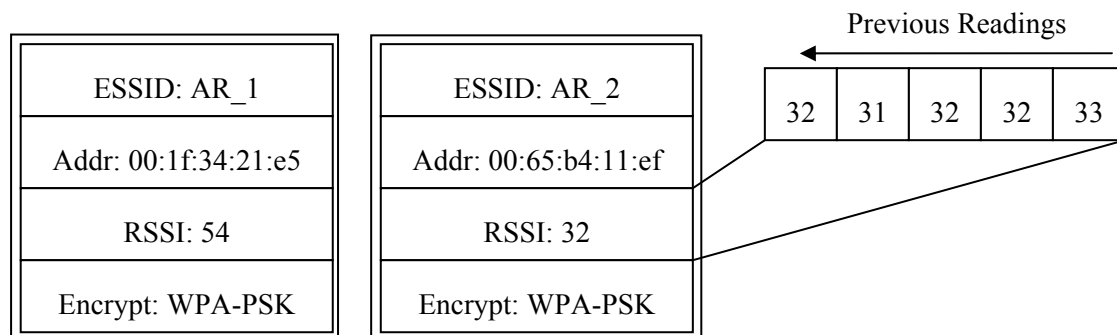 Previous Readings
ESSID: AR_1
Addr: 00:1f:34:21:e5
RSSI: 54
Encrypt: WPA-PSK
ESSID: AR_2
Addr: 00:65:b4:11:ef
RSSI: 32
Encrypt: WPA-PSK
32 31 32 32 33